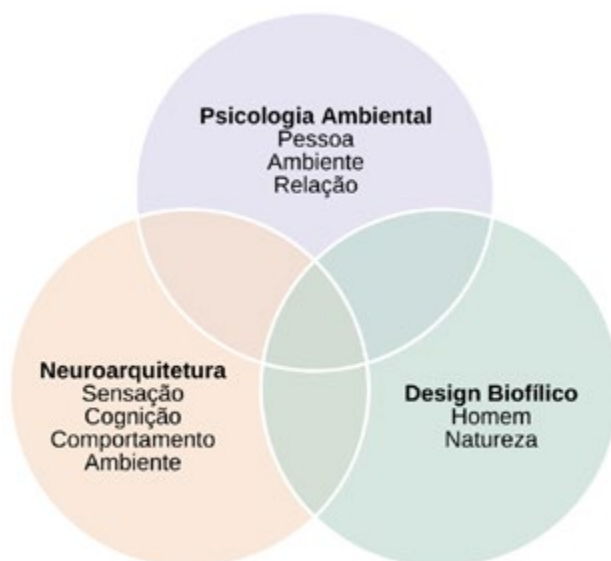 Psicologia Ambiental
Pessoa
Ambiente
Relação
Neuroarquitetura
Sensação
Cognição
Comportamento
Ambiente
Design Biofílico
Homem
Natureza